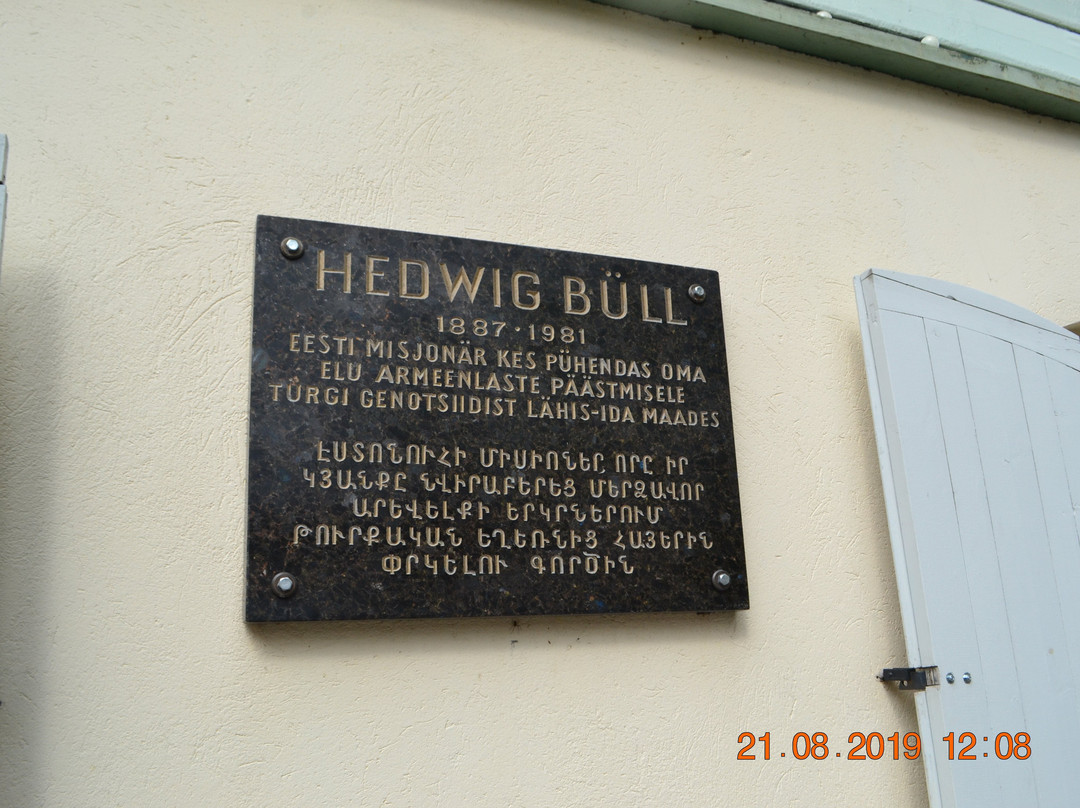 HEDWIG BÜLL
1887 · 1981
EESTI MISJONÄR KES PÜHENDAS OMA
ELU ARMEENLASTE PÄÄSTMISELE
TÜRGI GENOTSIIDIST LÄHIS-IDA MAADES
ԷՍՏՈՆՈՒՀԻ ՄԻՍԻՈՆԵՐ, ՈՐԸ ԻՐ
ԿՅԱՆՔԸ ՆՎԻՐԱԲԵՐԵՑ ՄԵՐՁԱՎՈՐ
ԱՐԵՎԵԼՔԻ ԵՐԿՐՆԵՐՈՒՄ
ԹՈՒՐՔԱԿԱՆ ԵՂԵՌՆԻՑ ՀԱՅԵՐԻՆ
ՓՐԿԵԼՈՒ ԳՈՐԾԻՆ
21.08.2019 12:08